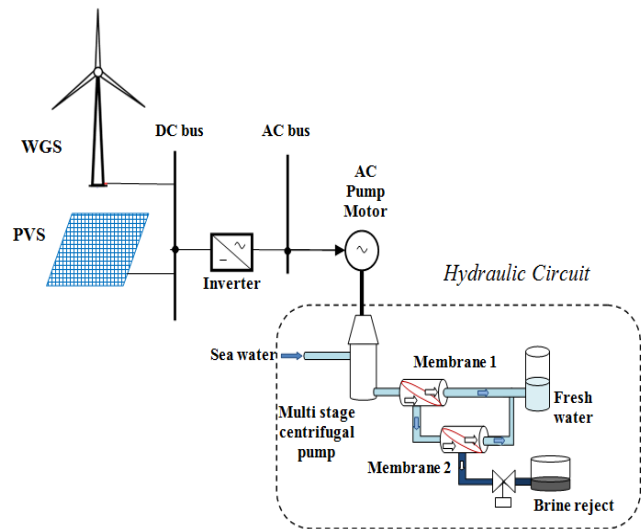 WGS
DC bus
AC bus
AC
Pump
Motor
PVS
Inverter
Hydraulic Circuit
Sea water
Membrane 1
Multi stage
centrifugal
pump
Fresh
water
Membrane 2
Brine reject